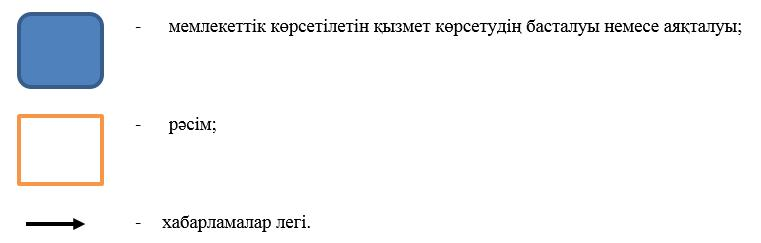 - мемлекеттік көрсетілетін қызмет көрсетудің басталуы немесе аяқталуы;
- рәсім;
- хабарламалар легі.